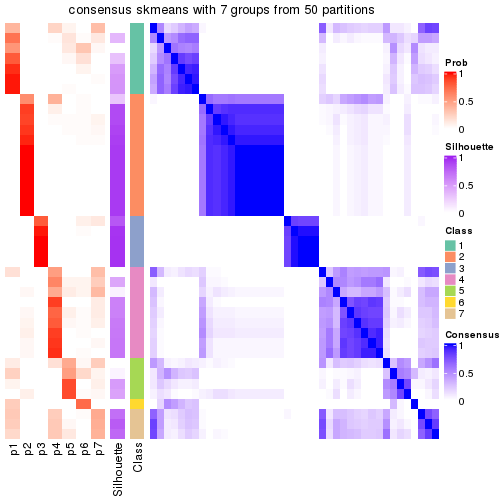 consensus skmeans with 7 groups from 50 partitions
Prob
1
0.5
0
Silhouette
1
0.5
0
Class
1
2
3
4
5
6
7
Consensus
1
0.5
0
p1
p2
p3
p4
p5
p6
p7
Silhouette
Class